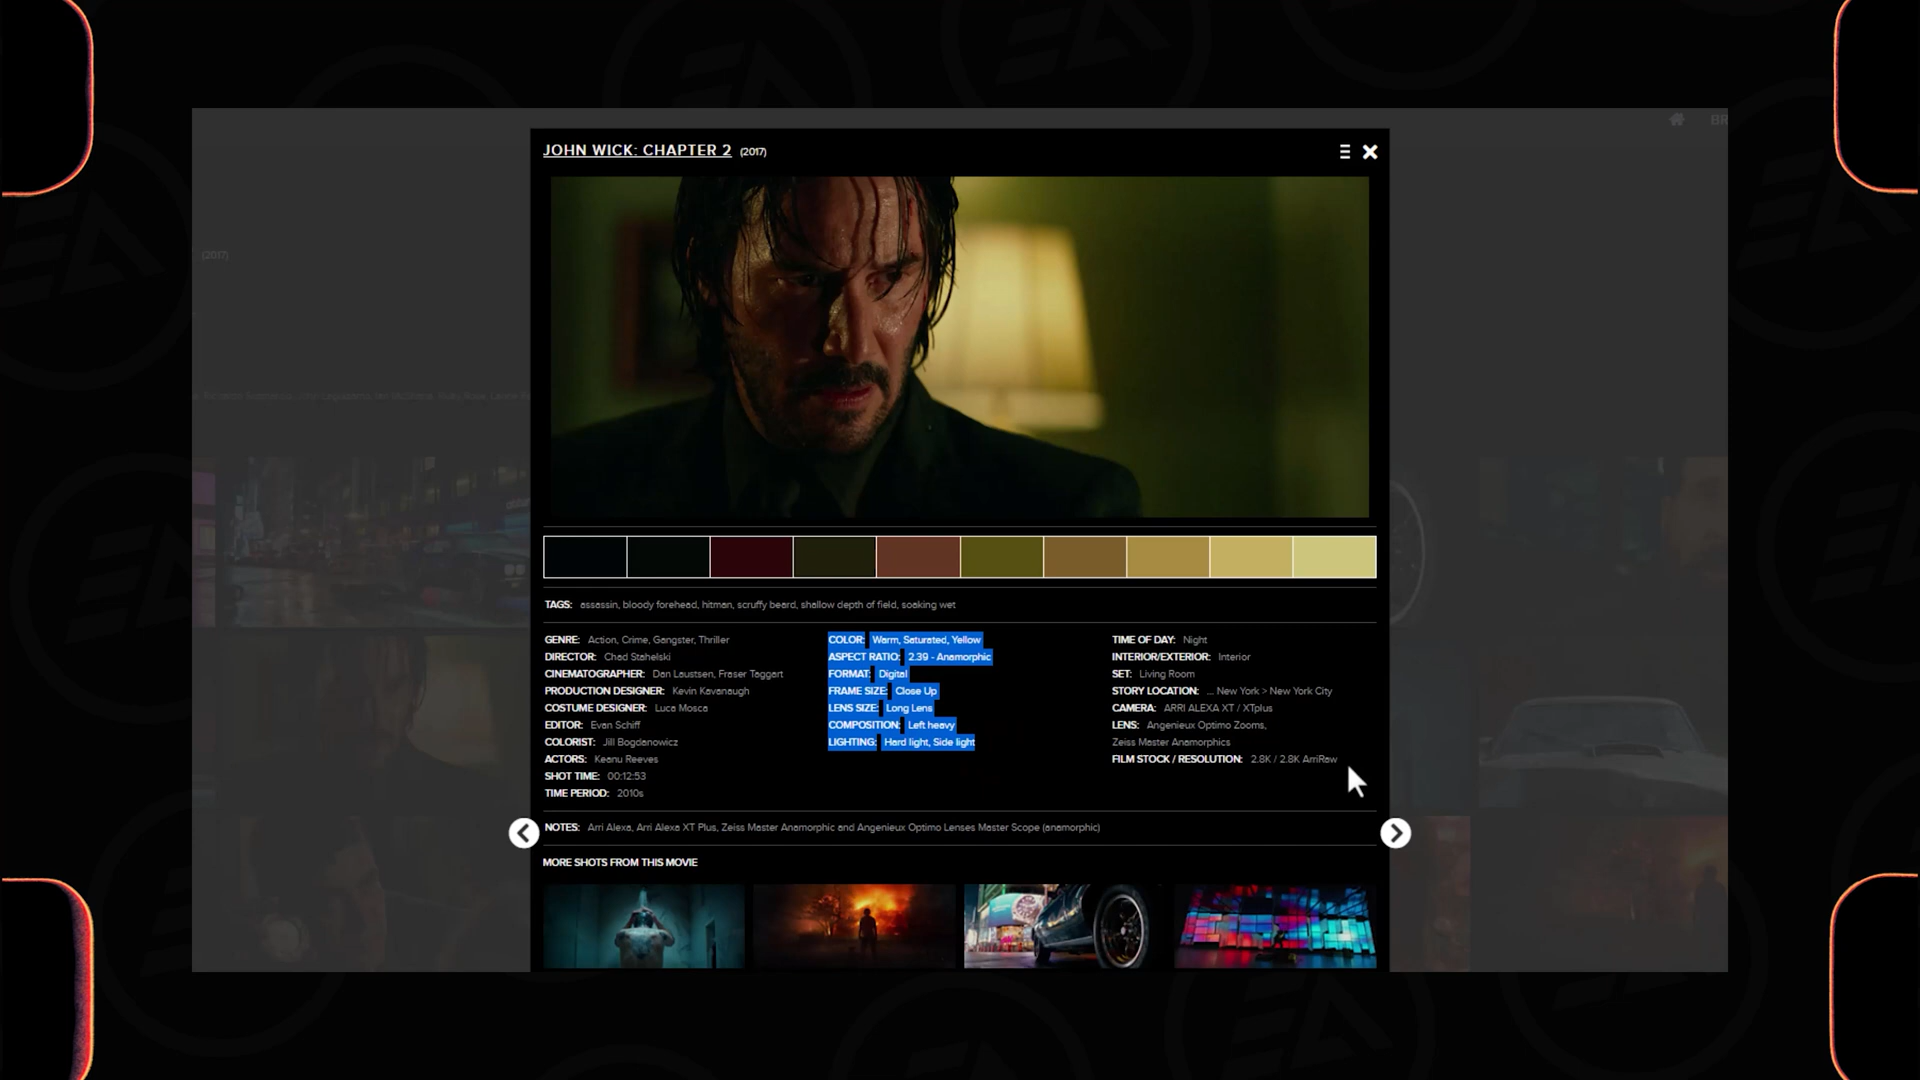 BR
JOHN WICK: CHAPTER 2 (2017)
(2017)
TAGS: assassin, bloody forehead, hitman, scruffy beard, shallow depth of field, soaking wet
GENRE: Action, Crime, Gangster, Thriller
DIRECTOR: Chad Stahelski
CINEMATOGRAPHER: Dan Laustsen, Fraser Taggart
PRODUCTION DESIGNER: Kevin Kavanaugh
COSTUME DESIGNER: Luca Mosca
EDITOR: Evan Schiff
COLORIST: Jill Bogdanowicz
ACTORS: Keanu Reeves
SHOT TIME: 00:12:53
TIME PERIOD: 2010s
COLOR: Warm, Saturated, Yellow
ASPECT RATIO: 2.39 - Anamorphic
FORMAT: Digital
FRAME SIZE: Close Up
LENS SIZE: Long Lens
COMPOSITION: Left heavy
LIGHTING: Hard light, Side light
TIME OF DAY: Night
INTERIOR/EXTERIOR: Interior
SET: Living Room
STORY LOCATION: ... New York > New York City
CAMERA: ARRI ALEXA XT / XTplus
LENS: Angenieux Optimo Zooms,
Zeiss Master Anamorphics
FILM STOCK / RESOLUTION: 2.8K / 2.8K ArriRaw
NOTES: Arri Alexa, Arri Alexa XT Plus, Zeiss Master Anamorphic and Angenieux Optimo Lenses Master Scope (anamorphic)
MORE SHOTS FROM THIS MOVIE